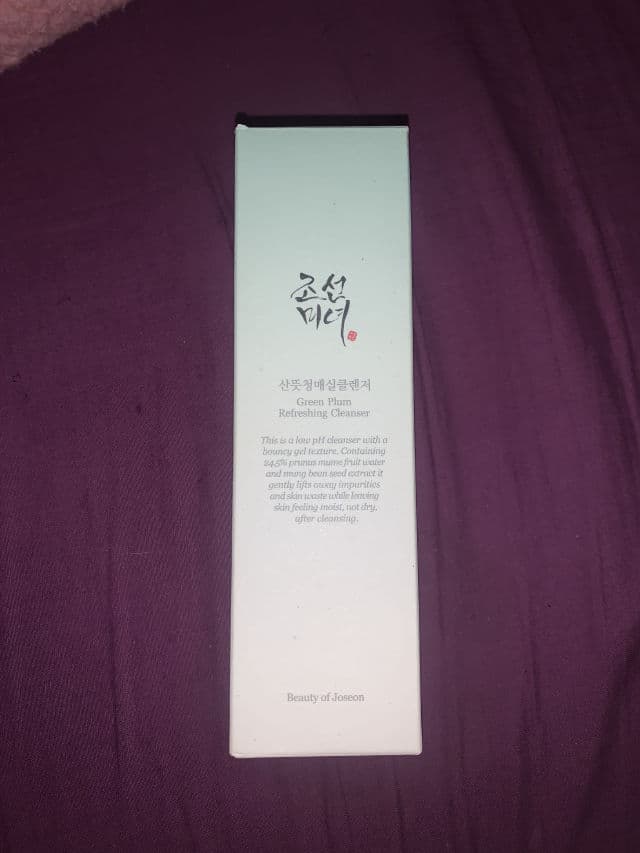 조선
미녀
산뜻청매실클렌저
Green Plum
Refreshing Cleanser
This is a low pH cleanser with a
bouncy gel texture. Containing
24.5% prunus mume fruit water
and mung bean seed extract it
gently lifts away impurities
and skin waste while leaving
skin feeling moist, not dry,
after cleansing.
Beauty of Joseon